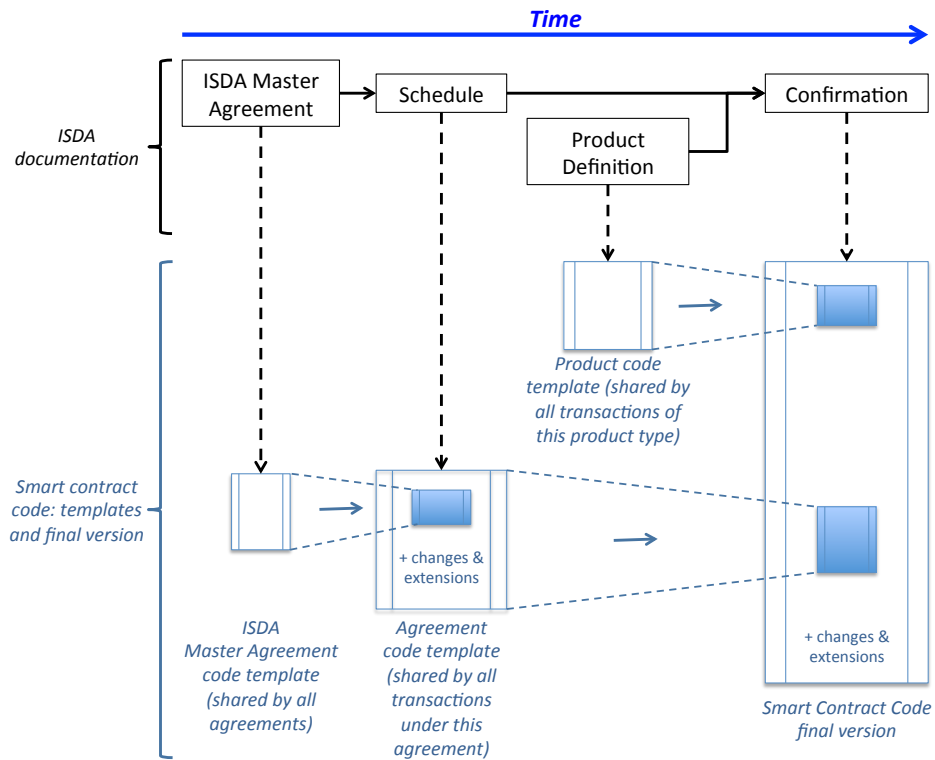 Time
ISDA Master
Agreement
Schedule
Confirmation
ISDA
documentation
Product
Definition
Product code
template (shared by
all transactions of
this product type)
Smart contract
code: templates
and final version
+ changes &
extensions
ISDA
Master Agreement
code template
(shared by all
agreements)
Agreement
code template
(shared by all
transactions
under this
agreement)
+ changes &
extensions
Smart Contract Code
final version